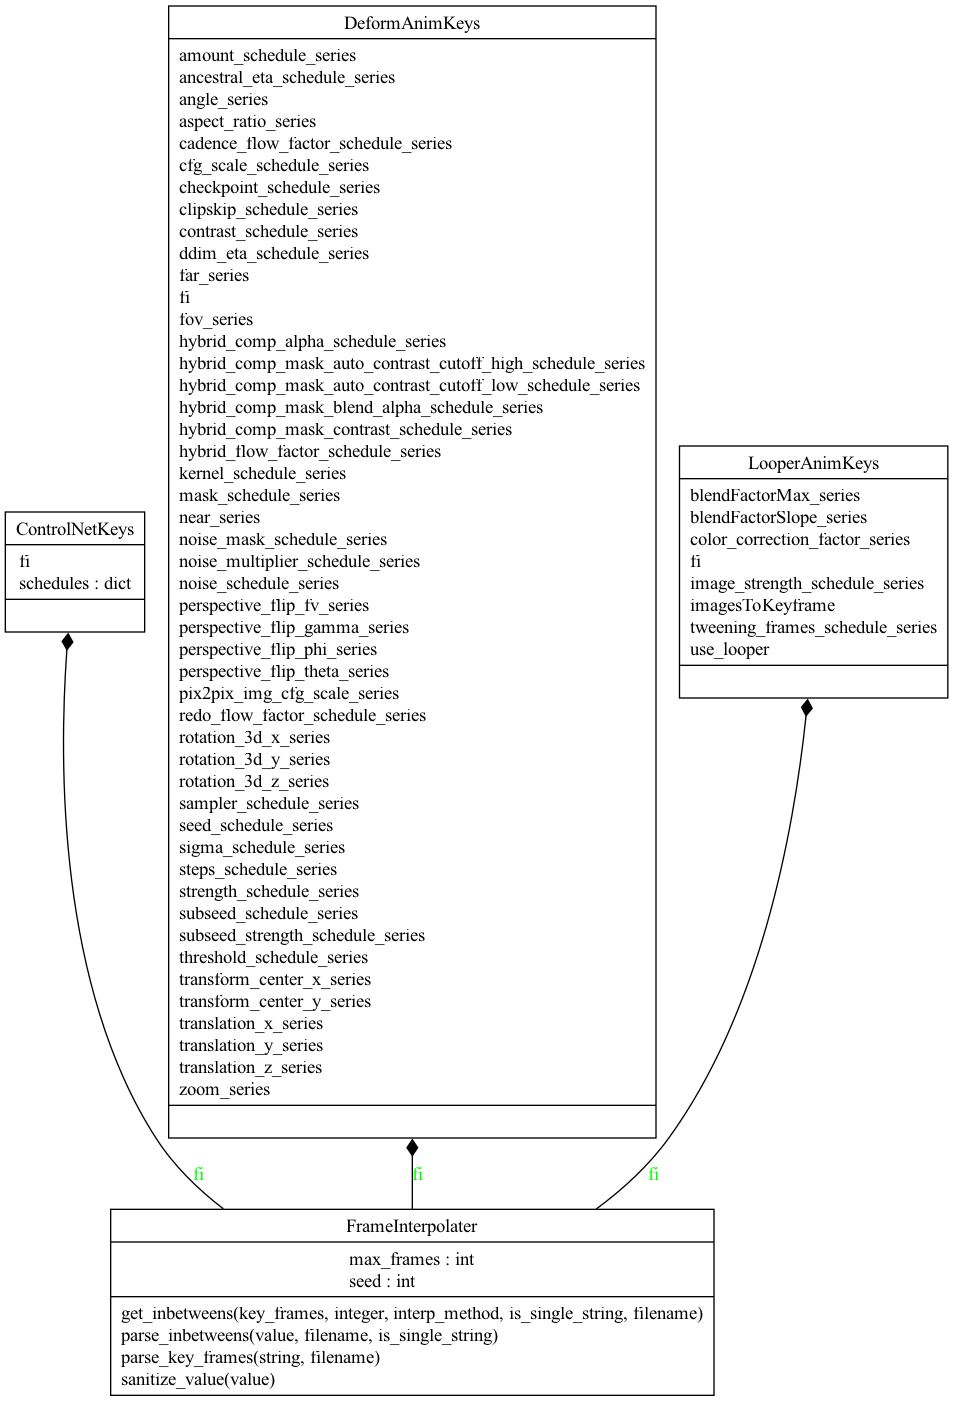 DeformAnimKeys
amount_schedule_series
ancestral_eta_schedule_series
angle_series
aspect_ratio_series
cadence_flow_factor_schedule_series
cfg_scale_schedule_series
checkpoint_schedule_series
clipskip_schedule_series
contrast_schedule_series
ddim_eta_schedule_series
far_series
fi
fov_series
hybrid_comp_alpha_schedule_series
hybrid_comp_mask_auto_contrast_cutoff_high_schedule_series
hybrid_comp_mask_auto_contrast_cutoff_low_schedule_series
hybrid_comp_mask_blend_alpha_schedule_series
hybrid_comp_mask_contrast_schedule_series
hybrid_flow_factor_schedule_series
kernel_schedule_series
mask_schedule_series
near_series
noise_mask_schedule_series
noise_multiplier_schedule_series
noise_schedule_series
perspective_flip_fv_series
perspective_flip_gamma_series
perspective_flip_phi_series
perspective_flip_theta_series
pix2pix_img_cfg_scale_series
redo_flow_factor_schedule_series
rotation_3d_x_series
rotation_3d_y_series
rotation_3d_z_series
sampler_schedule_series
seed_schedule_series
sigma_schedule_series
steps_schedule_series
strength_schedule_series
subseed_schedule_series
subseed_strength_schedule_series
threshold_schedule_series
transform_center_x_series
transform_center_y_series
translation_x_series
translation_y_series
translation_z_series
zoom_series
ControlNetKeys
fi
schedules : dict
LooperAnimKeys
blendFactorMax_series
blendFactorSlope_series
color_correction_factor_series
fi
image_strength_schedule_series
imagesToKeyframe
tweening_frames_schedule_series
use_looper
fi
fi
fi
FrameInterpolater
max_frames : int
seed : int
get_inbetweens(key_frames, integer, interp_method, is_single_string, filename)
parse_inbetweens(value, filename, is_single_string)
parse_key_frames(string, filename)
sanitize_value(value)